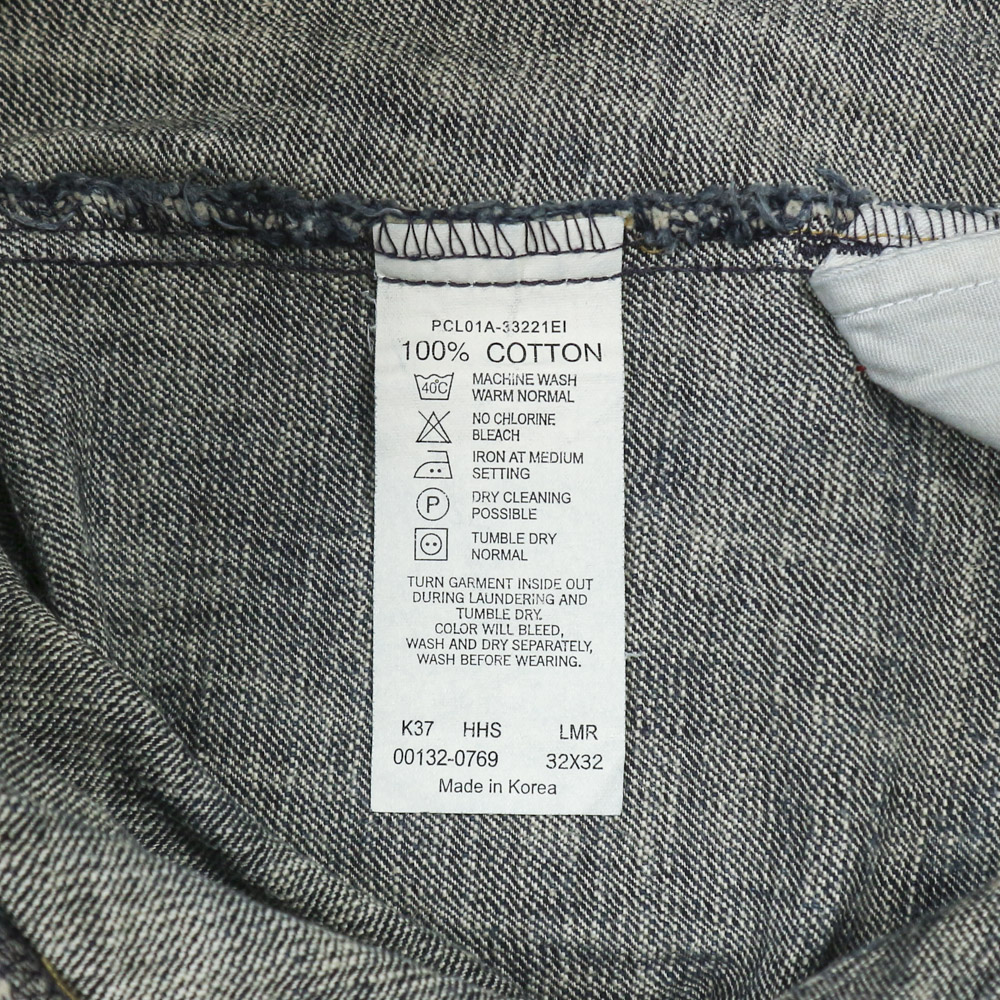 PCL01A-33221EI
100% COTTON
40C
MACHINE WASH
WARM NORMAL
NO CHLORINE
BLEACH
IRON AT MEDIUM
SETTING
P
DRY CLEANING
POSSIBLE
TUMBLE DRY
NORMAL
TURN GARMENT INSIDE OUT
DURING LAUNDERING AND
TUMBLE DRY.
COLOR WILL BLEED,
WASH AND DRY SEPARATELY,
WASH BEFORE WEARING.
K37 HHS LMR
00132-0769 32X32
Made in Korea